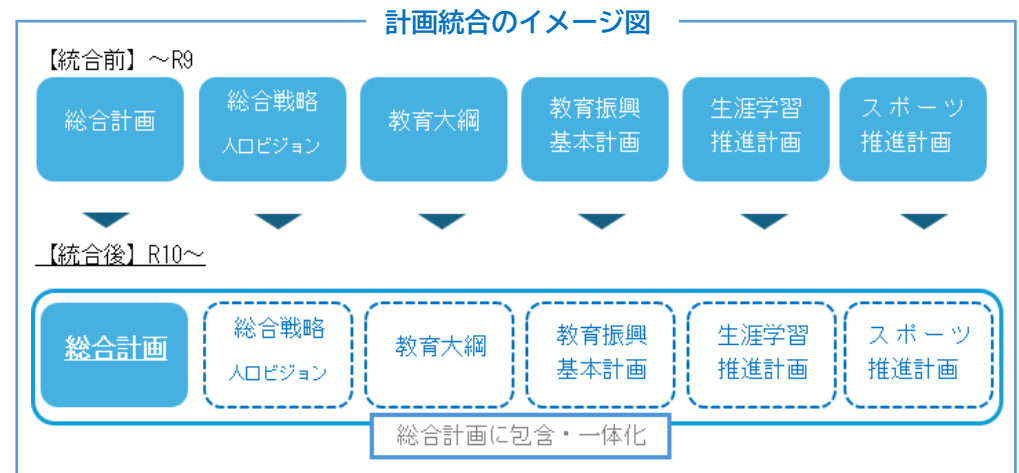 計画統合のイメージ図
【統合前】～R9
総合計画
総合戦略
人口ビジョン
教育大綱
教育振興
基本計画
生涯学習
推進計画
スポーツ
推進計画
【統合後】R10～
総合計画
総合戦略
人口ビジョン
教育大綱
教育振興
基本計画
生涯学習
推進計画
スポーツ
推進計画
総合計画に包含・一体化